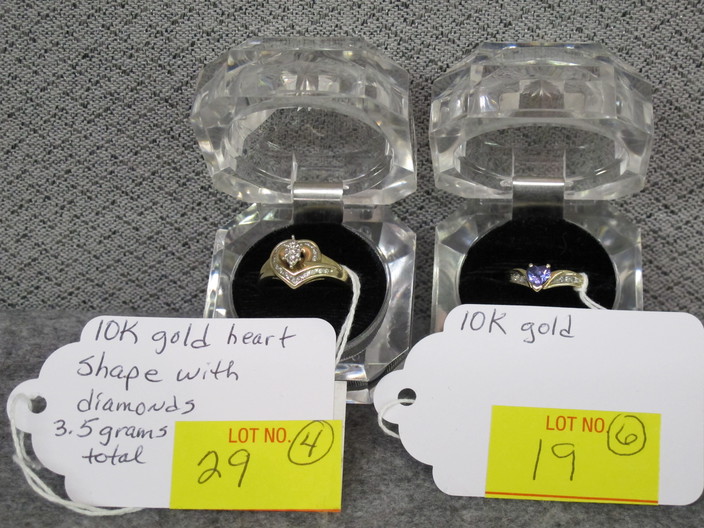 10K gold heart
shape with
diamonds
3.5 grams
total
LOT NO. 4
29
10K gold
LOT NO. 6
19